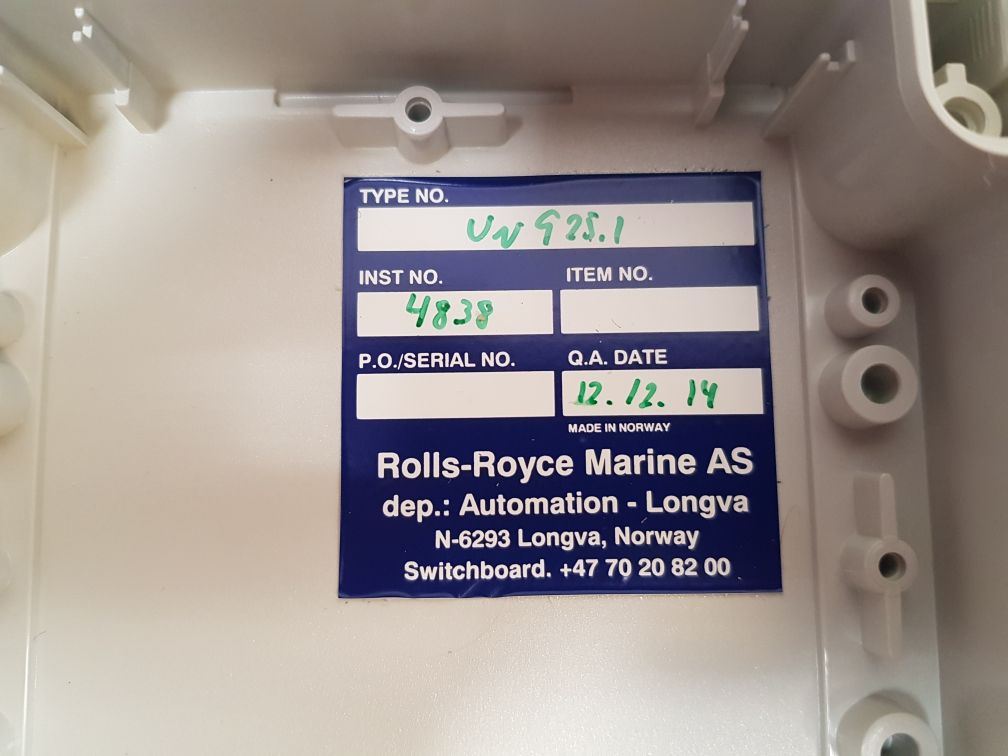 TYPE NO.
UN 925.1
INST NO. ITEM NO.
4838
P.O./SERIAL NO. Q.A. DATE
12.12.14
MADE IN NORWAY
Rolls-Royce Marine AS
dep.: Automation - Longva
N-6293 Longva, Norway
Switchboard. +47 70 20 82 00